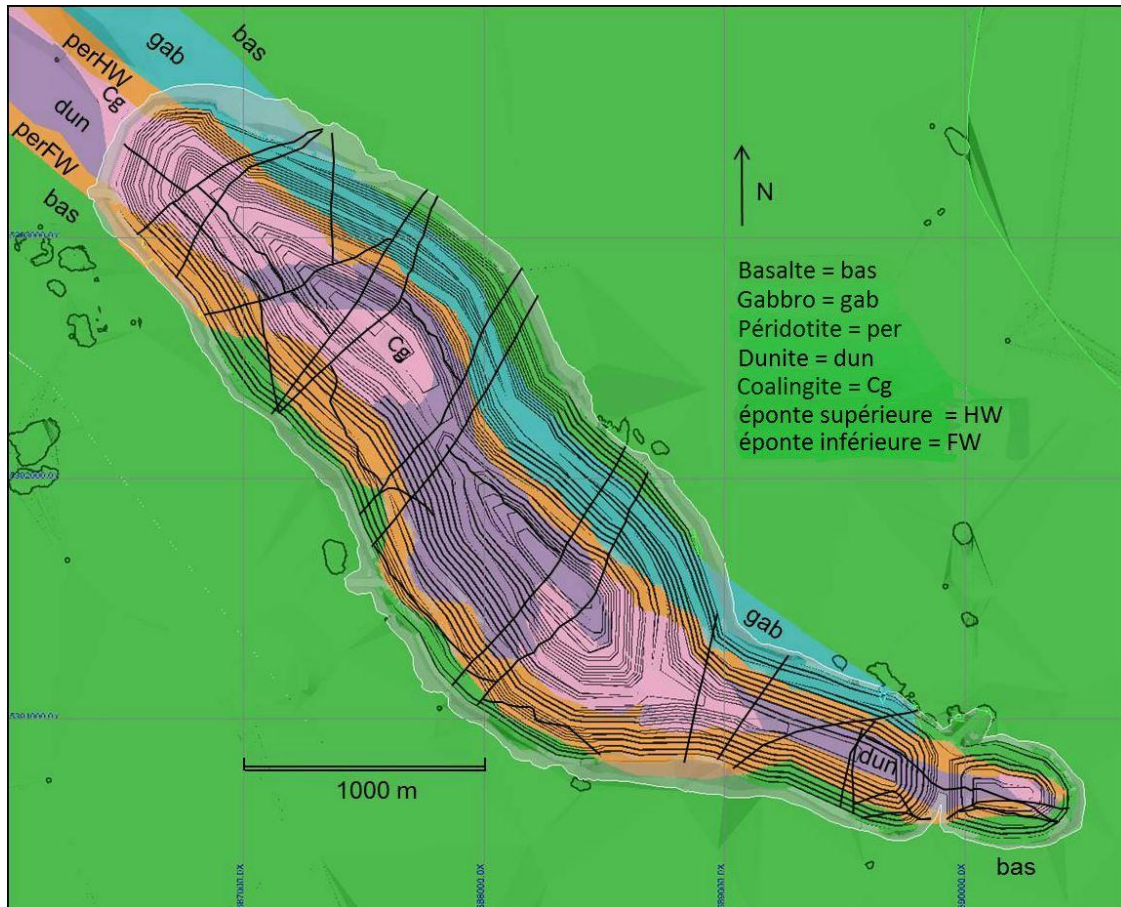 bas
gab
perHW
Cg
dun
perFW
bas
N
Basalte = bas
Gabbro = gab
Péridotite = per
Dunite = dun
Coalingite = Cg
éponte supérieure = HW
éponte inférieure = FW
Cg
gab
dun
1000 m
bas